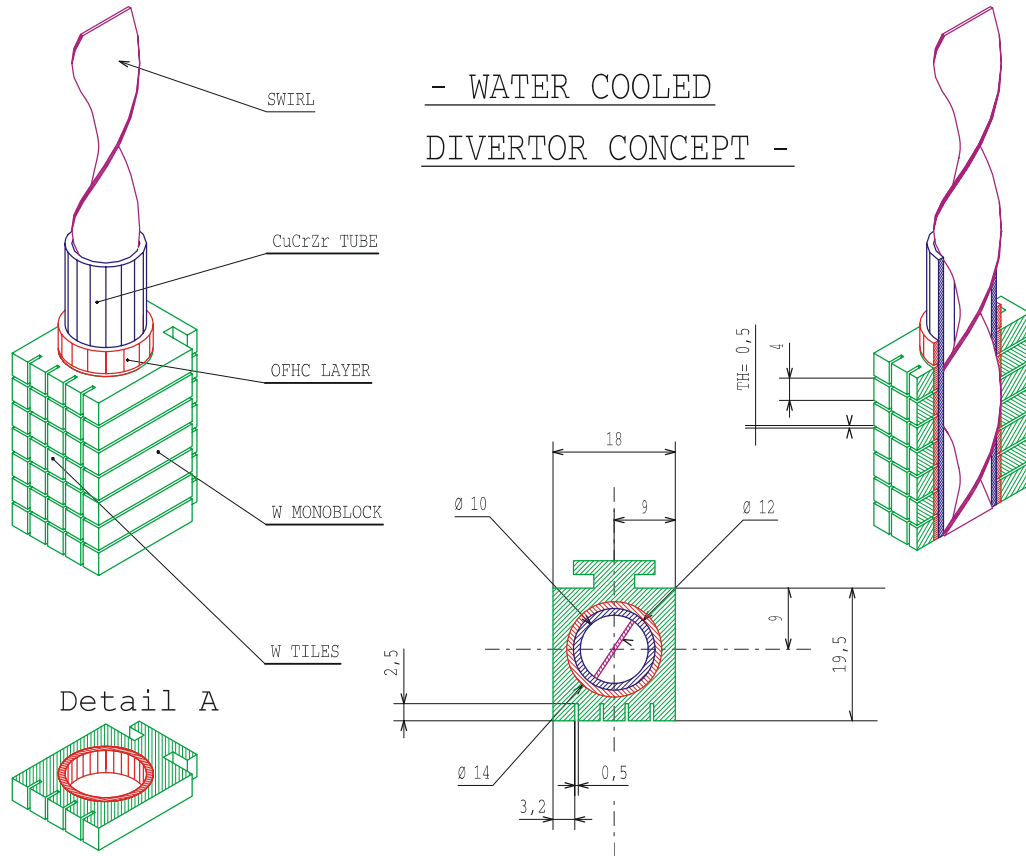 - WATER COOLED
DIVERTOR CONCEPT -
SWIRL
CuCrZr TUBE
OFHC LAYER
W MONOBLOCK
W TILES
TH= 0,5
4
18
9
Ø 10
Ø 12
9
19,5
2,5
Ø 14
0,5
3,2
Detail A